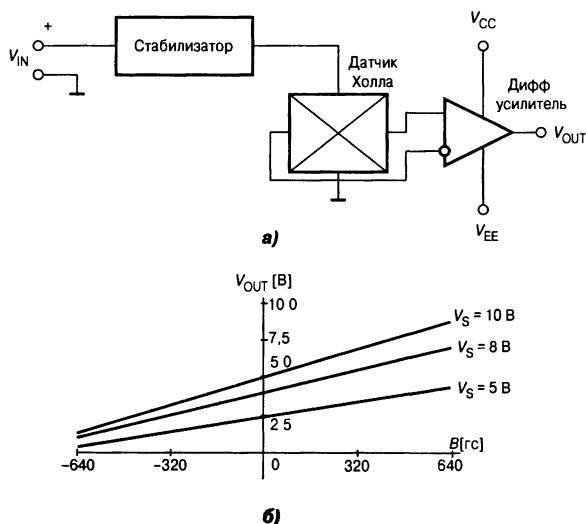 +
V_IN
Стабилизатор
Датчик
Холла
V_CC
Дифф
усилитель
V_OUT
V_EE
а)
V_OUT [В]
10 0
7,5
5 0
2 5
V_S = 10 В
V_S = 8 В
V_S = 5 В
B[гс]
−640
−320
0
320
640
б)